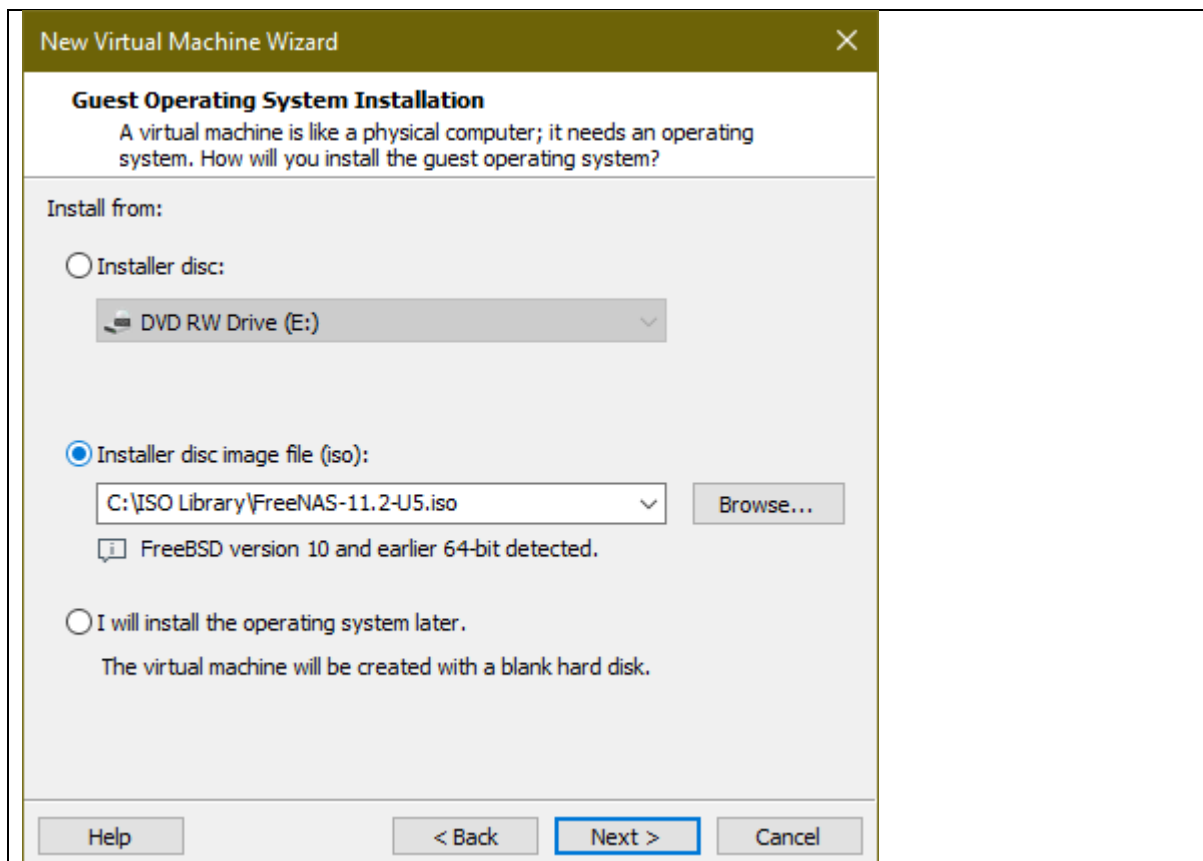 New Virtual Machine Wizard
Guest Operating System Installation
A virtual machine is like a physical computer; it needs an operating
system. How will you install the guest operating system?
Install from:
Installer disc:
DVD RW Drive (E:)
Installer disc image file (iso):
C:\ISO Library\FreeNAS-11.2-U5.iso
Browse...
FreeBSD version 10 and earlier 64-bit detected.
I will install the operating system later.
The virtual machine will be created with a blank hard disk.
Help
< Back
Next >
Cancel